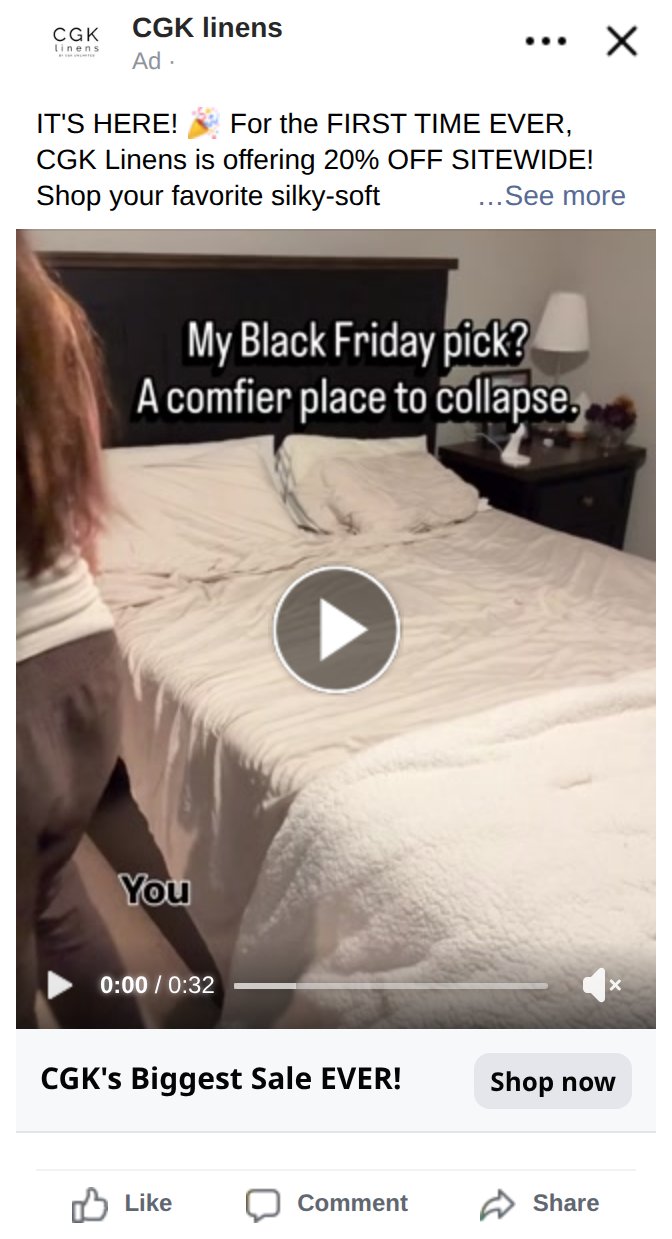 CGK
linens
CGK linens
Ad ·
IT'S HERE! 🎉 For the FIRST TIME EVER,
CGK Linens is offering 20% OFF SITEWIDE!
Shop your favorite silky-soft ...See more
My Black Friday pick?
A comfier place to collapse.
You
0:00 / 0:32
CGK's Biggest Sale EVER!
Shop now
Like Comment Share